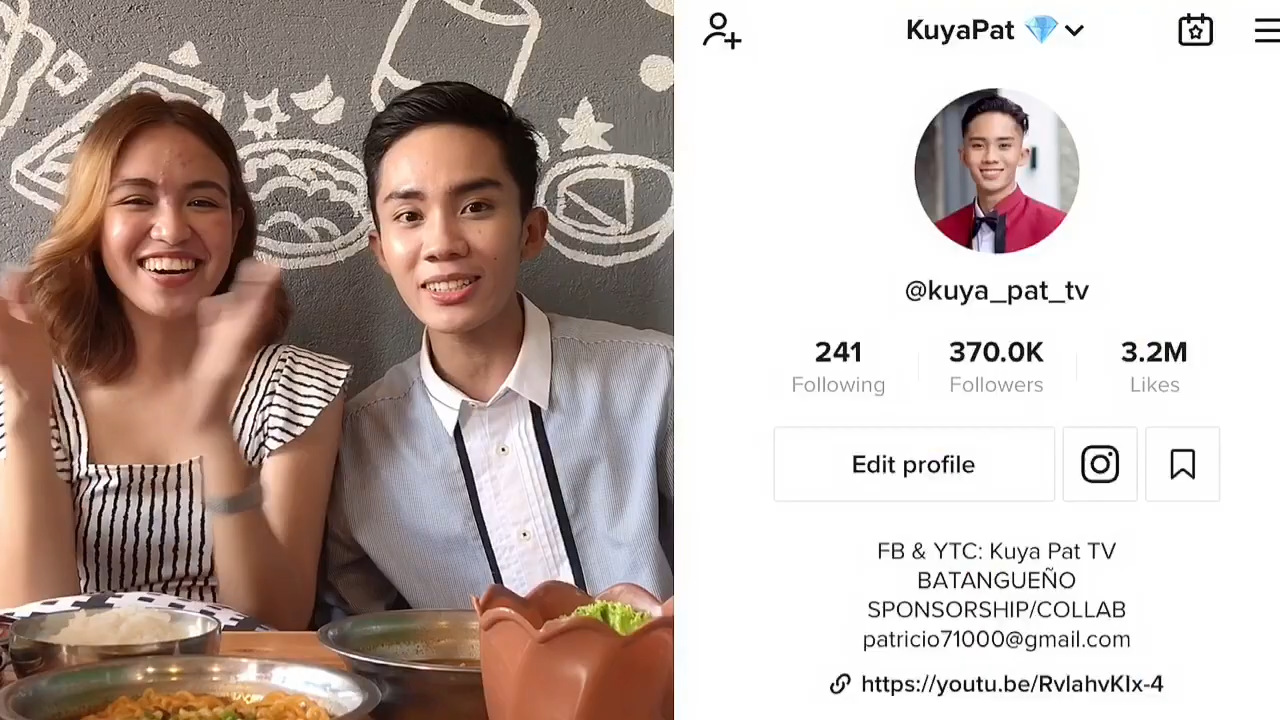 KuyaPat 💎
@kuya_pat_tv
241 370.0K 3.2M
Following Followers Likes
Edit profile
FB & YTC: Kuya Pat TV
BATANGUEÑO
SPONSORSHIP/COLLAB
patricio71000@gmail.com
https://youtu.be/RvlahvKIx-4